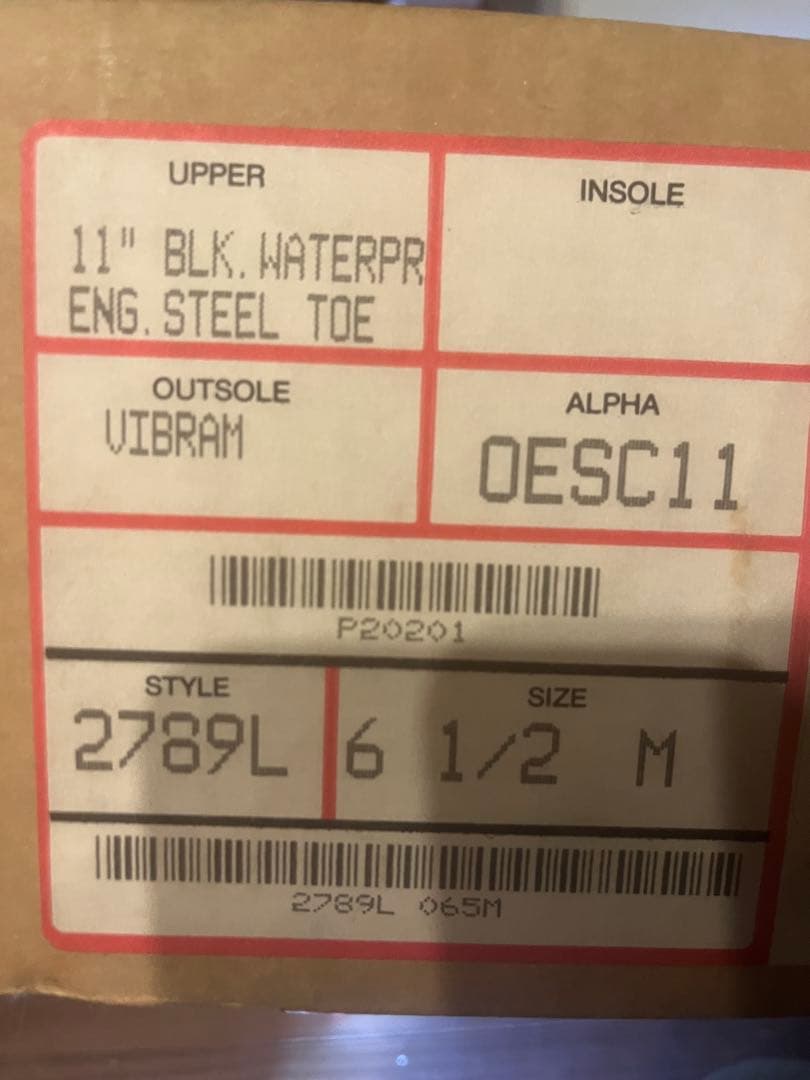 UPPER
11" BLK. WATERPR
ENG. STEEL TOE
INSOLE
OUTSOLE
VIBRAM
ALPHA
OESC11
P20201
STYLE
2789L
SIZE
6 1/2 M
2789L 065M